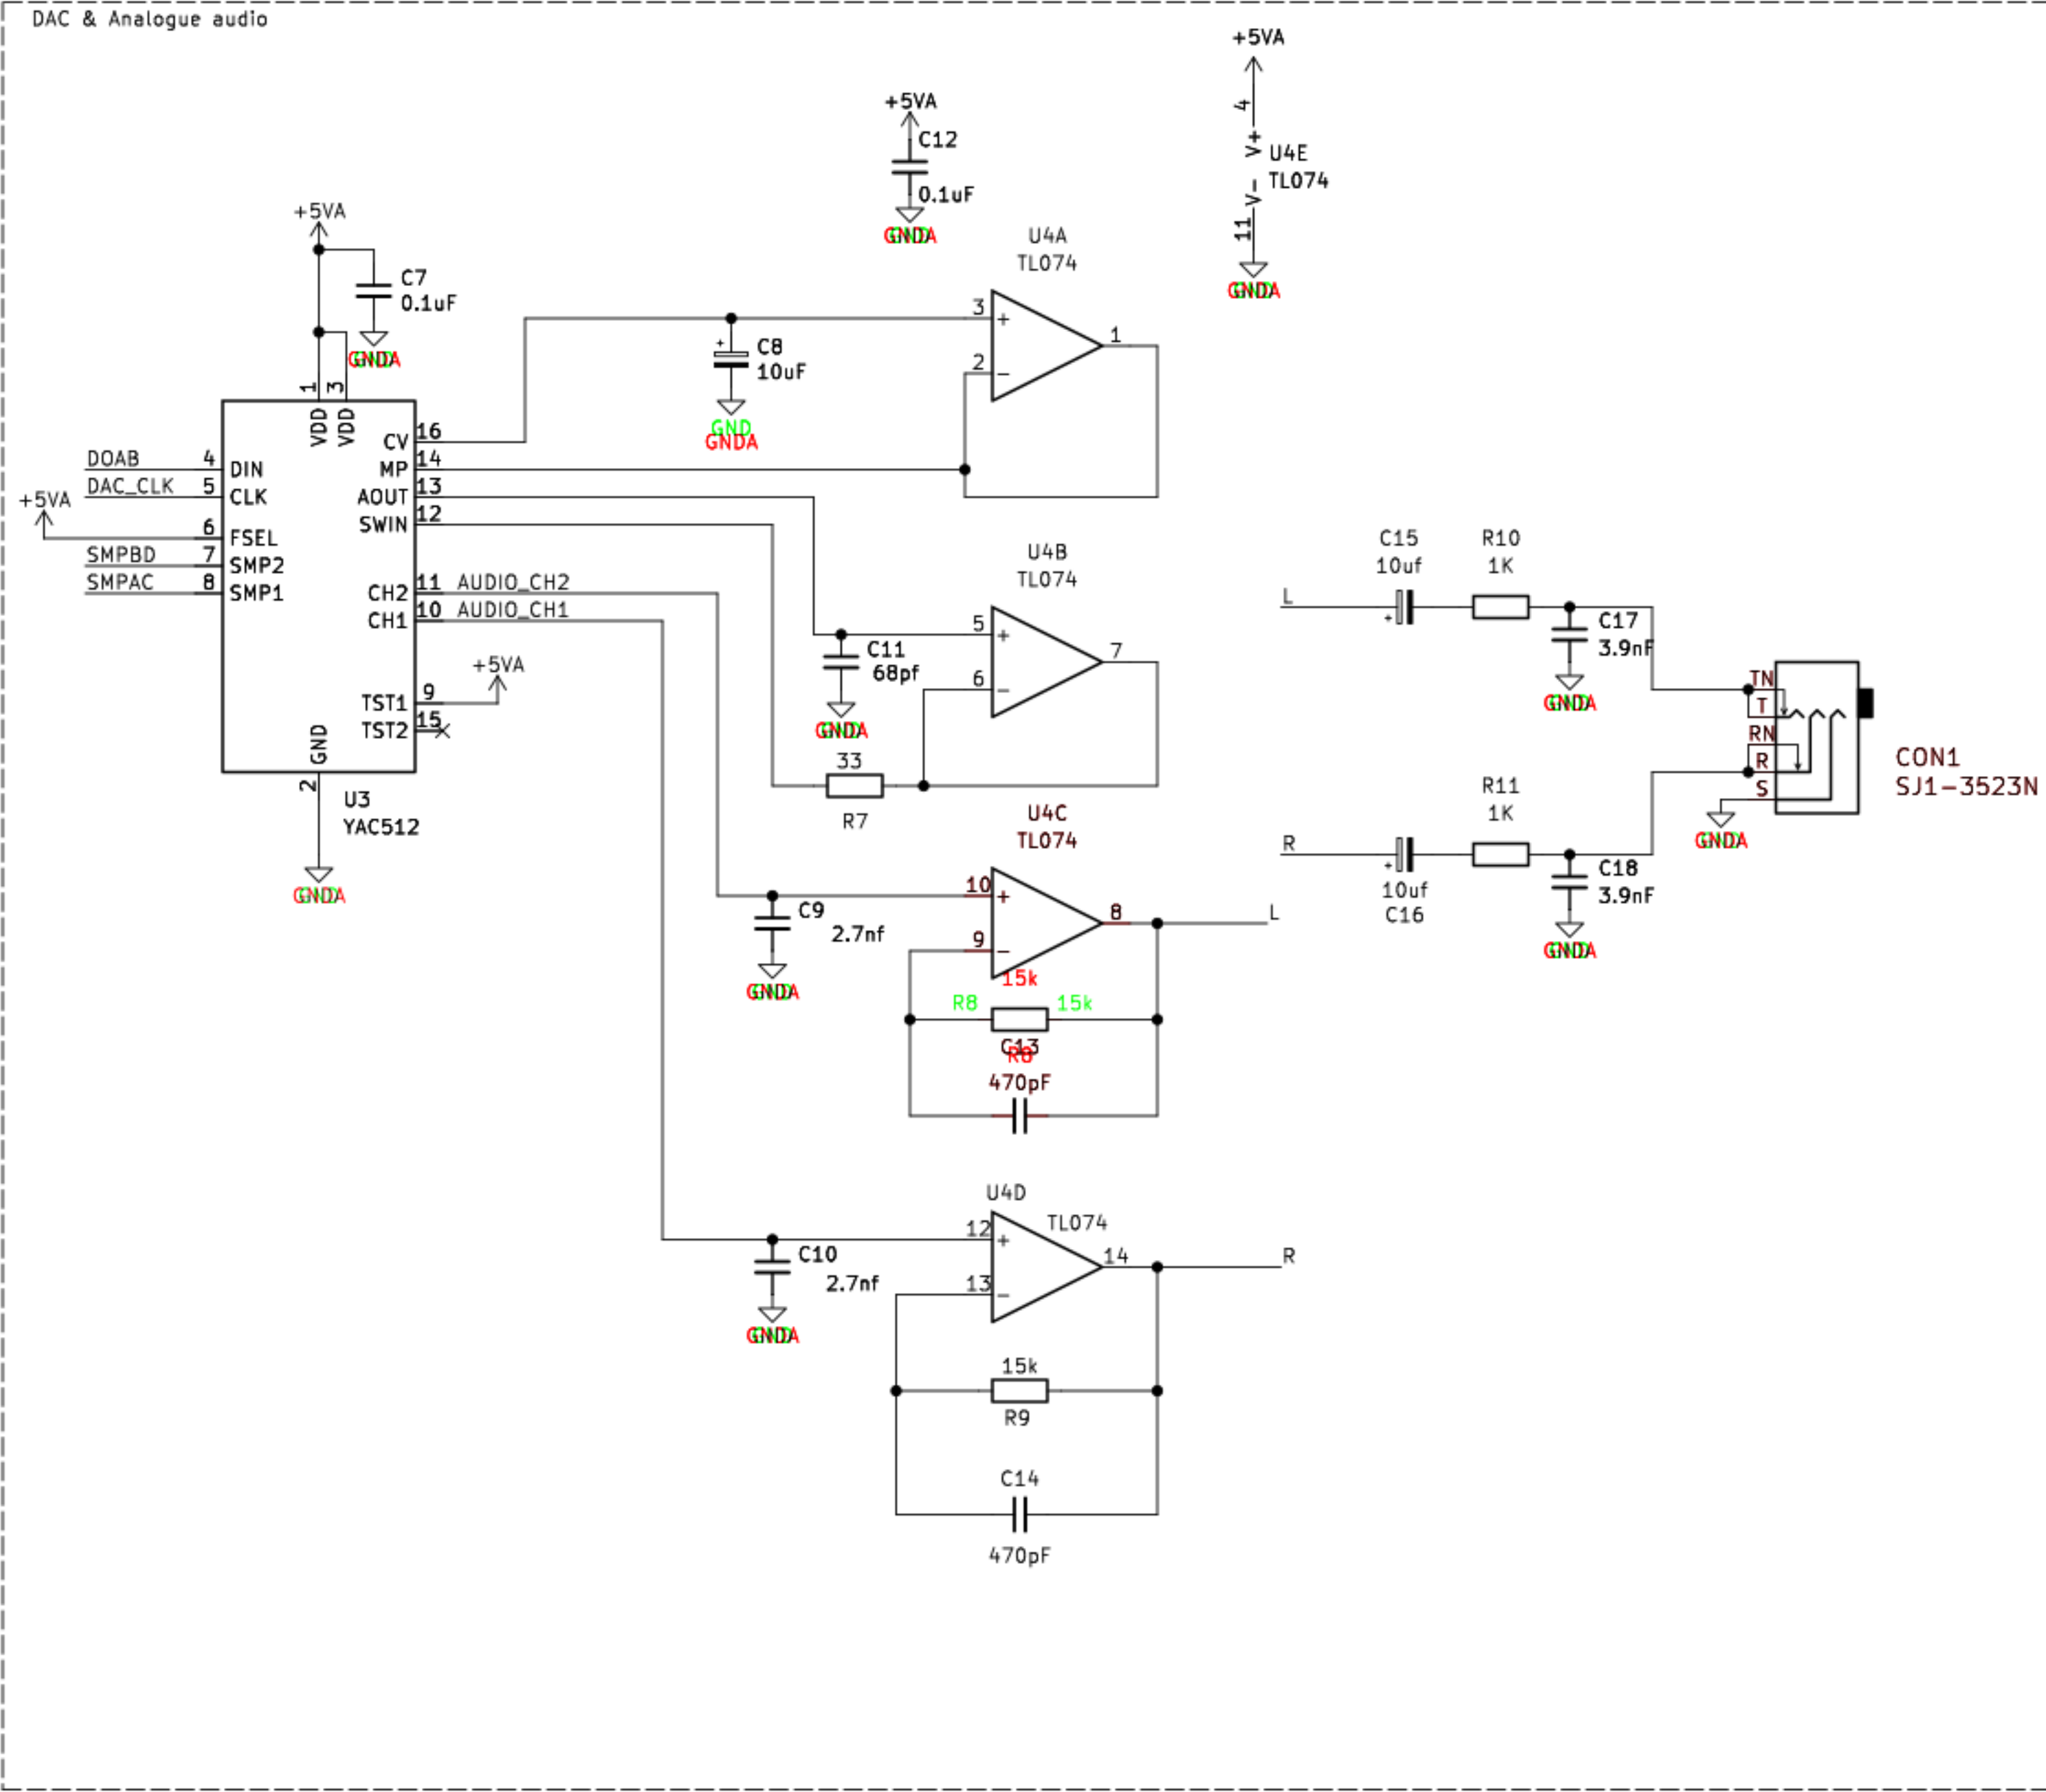 DAC & Analogue audio
+5VA
4
V+
V-
11
U4E
TL074
GNDA
+5VA
C12
0.1uF
GNDA
+5VA
C7
0.1uF
GNDA
U4A
TL074
3
+
2
-
1
+
C8
10uF
GND
GNDA
1
3
VDD
VDD
DOAB
4
DIN
DAC_CLK
5
CLK
+5VA
6
FSEL
SMPBD
7
SMP2
SMPAC
8
SMP1
CV
16
MP
14
AOUT
13
SWIN
12
CH2
11
AUDIO_CH2
CH1
10
AUDIO_CH1
+5VA
TST1
9
TST2
15
GND
2
U3
YAC512
GNDA
U4B
TL074
5
+
6
-
7
C11
68pf
GNDA
33
R7
U4C
TL074
10
+
9
-
8
L
C9
2.7nf
GNDA
15k
R8
15k
C13
R8
470pF
U4D
TL074
12
+
13
-
14
R
C10
2.7nf
GNDA
15k
R9
C14
470pF
L
C15
10uf
+
R10
1K
C17
3.9nF
GNDA
R
+
10uf
C16
R11
1K
C18
3.9nF
GNDA
TN
T
RN
R
S
GNDA
CON1
SJ1-3523N